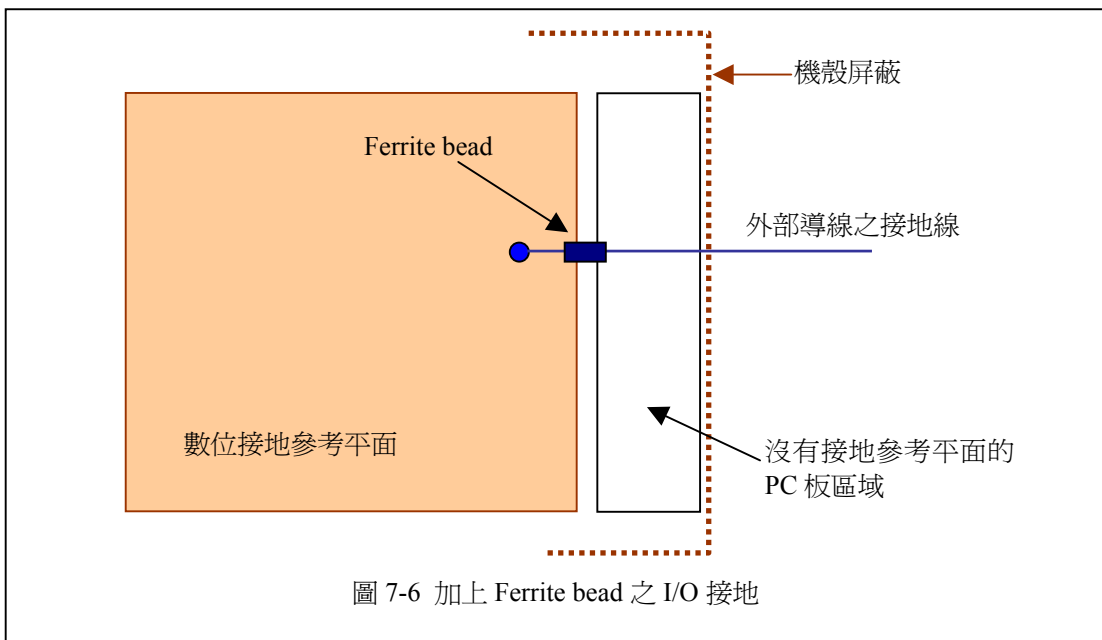 機殼屏蔽
Ferrite bead
外部導線之接地線
數位接地參考平面
沒有接地參考平面的
PC 板區域
圖 7-6 加上 Ferrite bead 之 I/O 接地